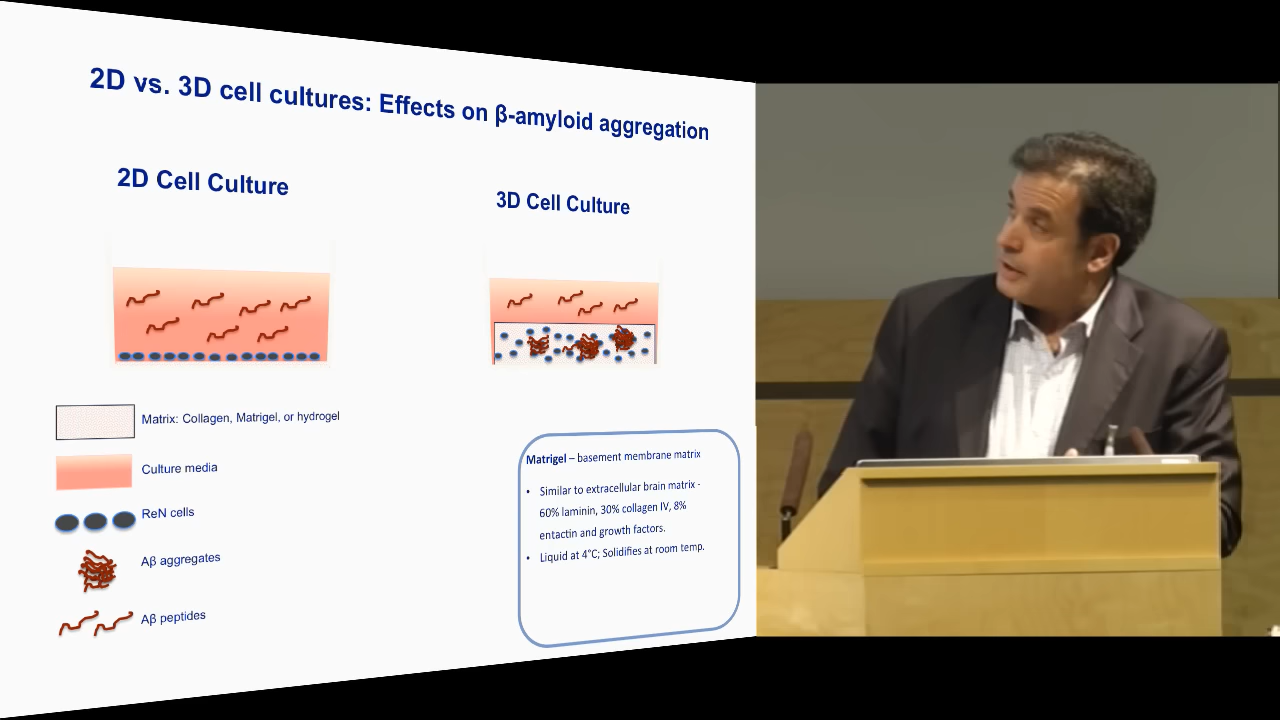 2D vs. 3D cell cultures: Effects on β-amyloid aggregation
2D Cell Culture
3D Cell Culture
Matrix: Collagen, Matrigel, or hydrogel
Culture media
ReN cells
Aβ aggregates
Aβ peptides
Matrigel – basement membrane matrix
• Similar to extracellular brain matrix -
60% laminin, 30% collagen IV, 8%
entactin and growth factors.
• Liquid at 4°C; Solidifies at room temp.